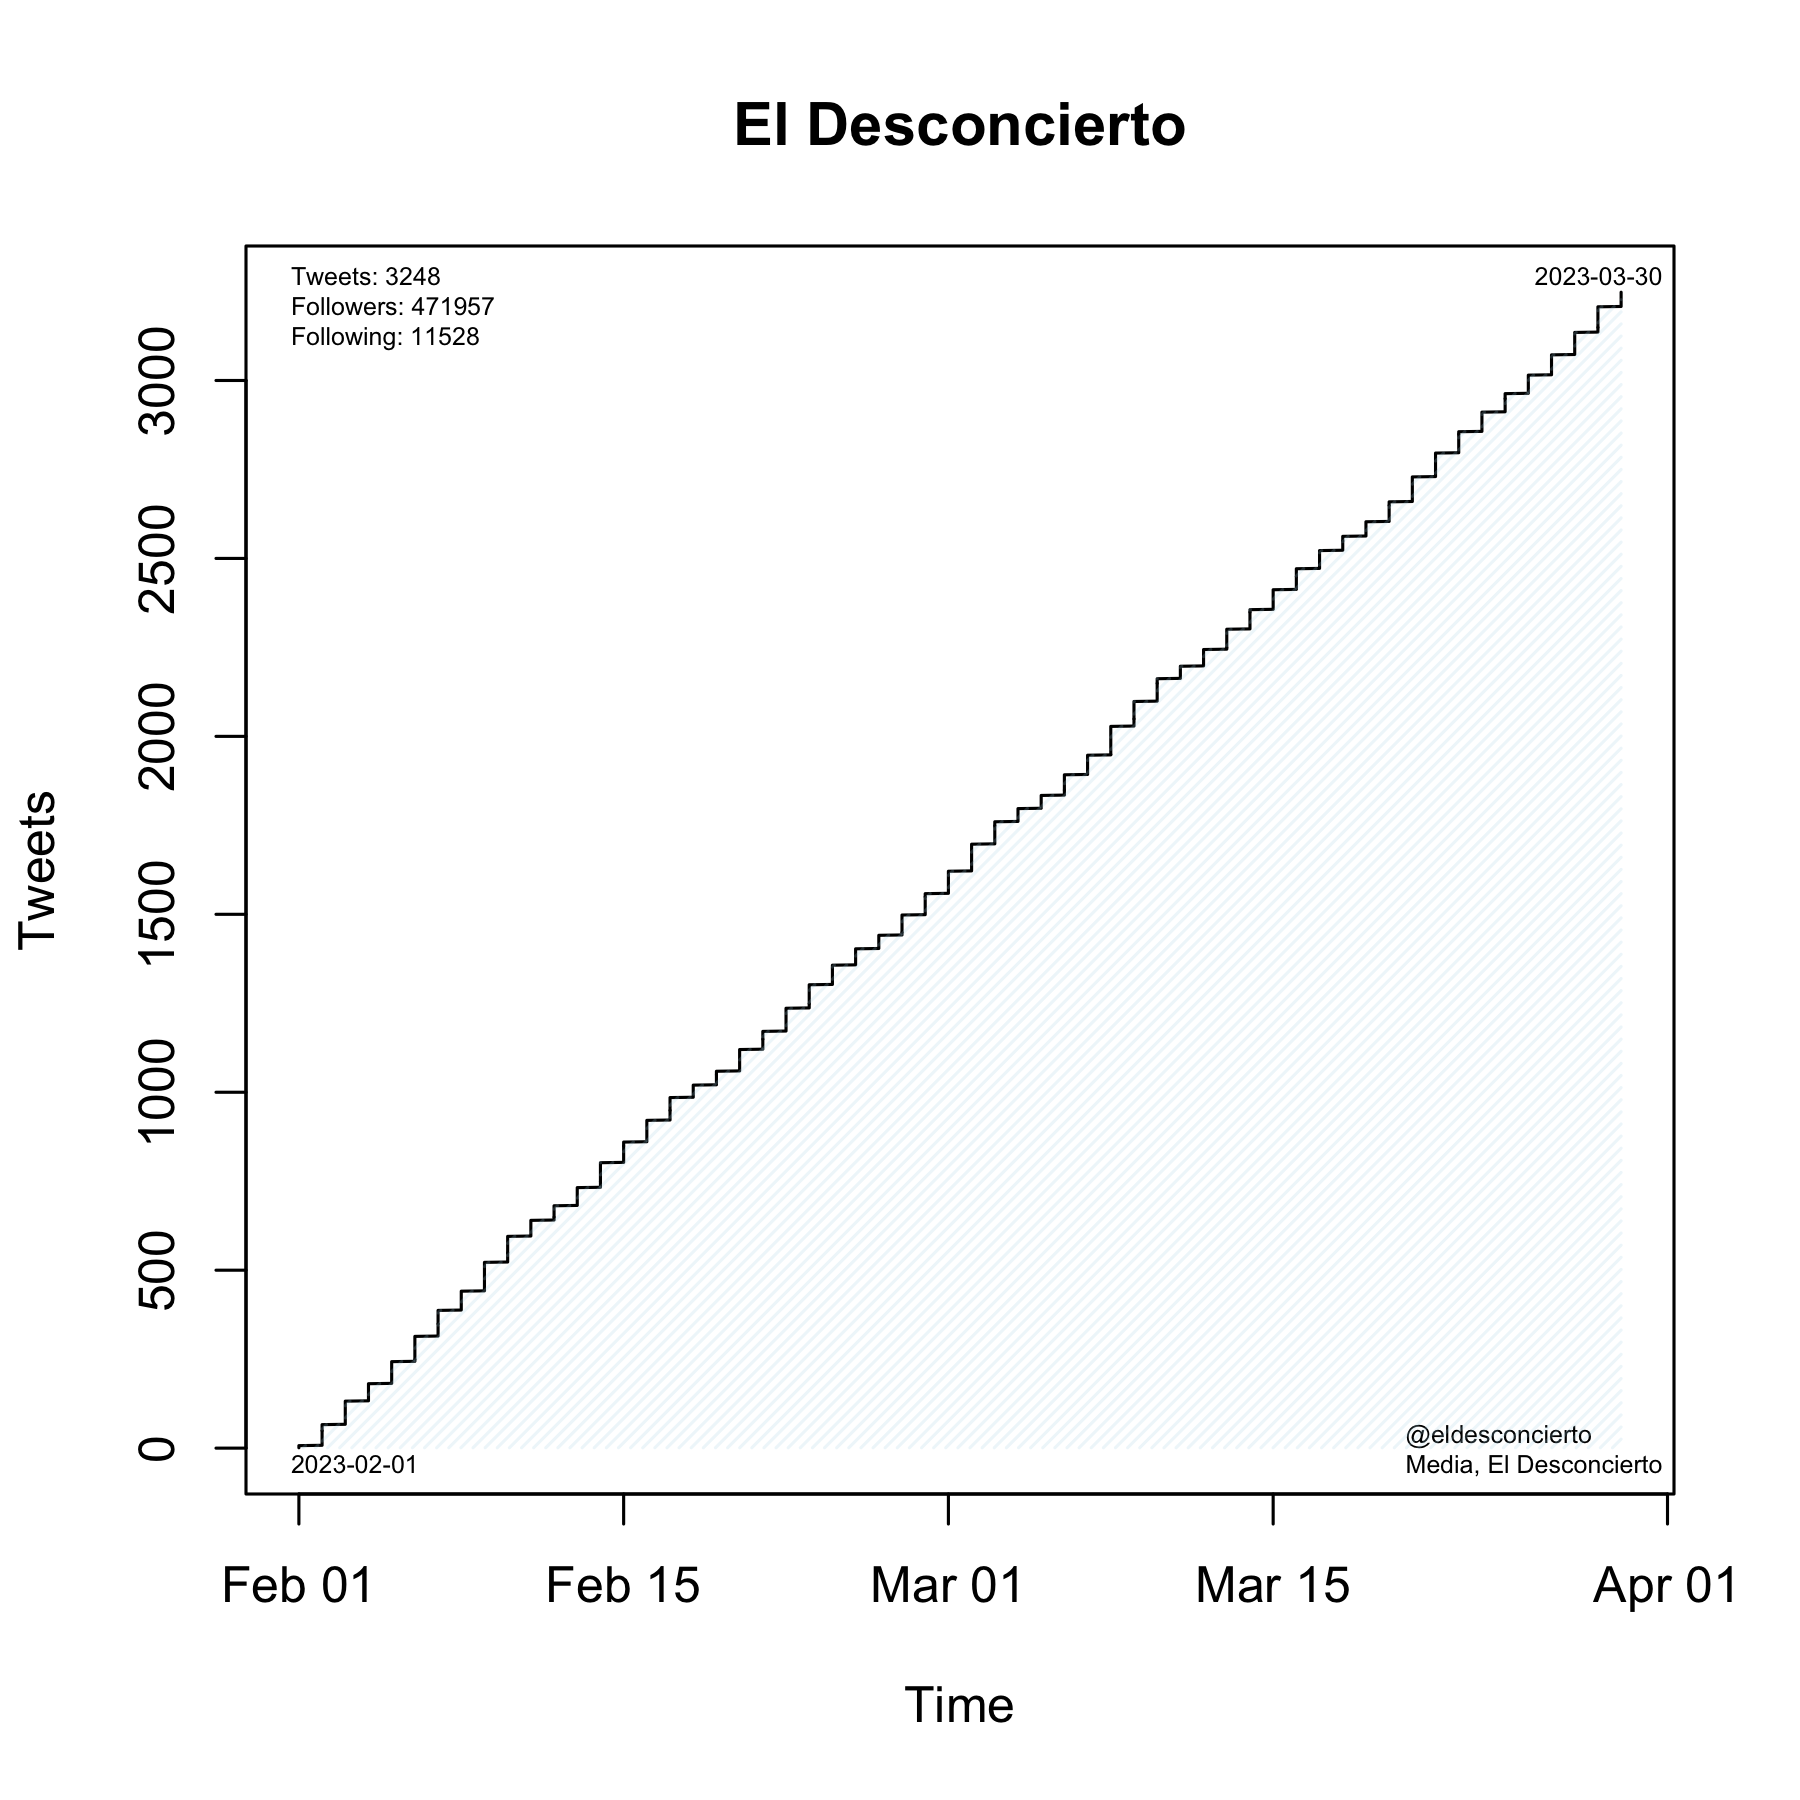 El Desconcierto
Tweets: 3248
Followers: 471957
Following: 11528
2023-03-30
3000
2500
2000
1500
1000
500
0
Tweets
2023-02-01
@eldesconcierto
Media, El Desconcierto
Feb 01
Feb 15
Mar 01
Mar 15
Apr 01
Time